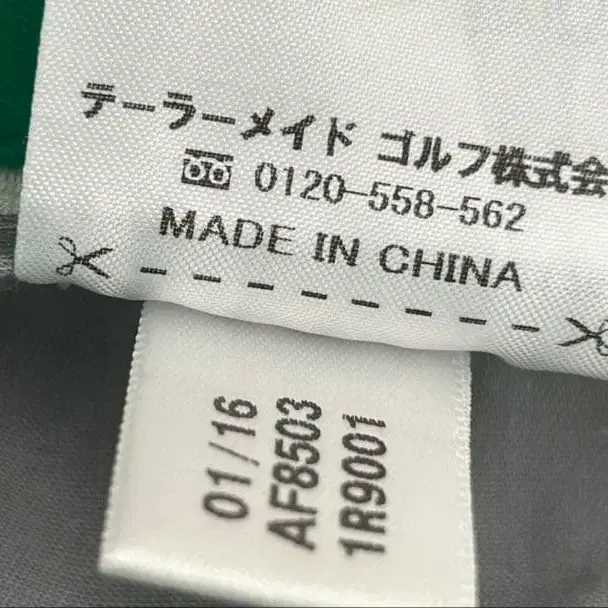 テーラーメイド ゴルフ株式会
0120-558-562
MADE IN CHINA
01/16
AF8503
1R9001